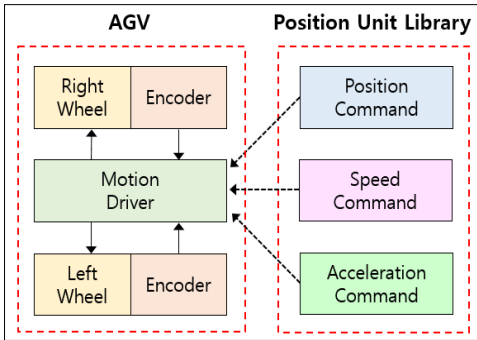 AGV
Position Unit Library
Right
Wheel
Encoder
Position
Command
Motion
Driver
Speed
Command
Left
Wheel
Encoder
Acceleration
Command